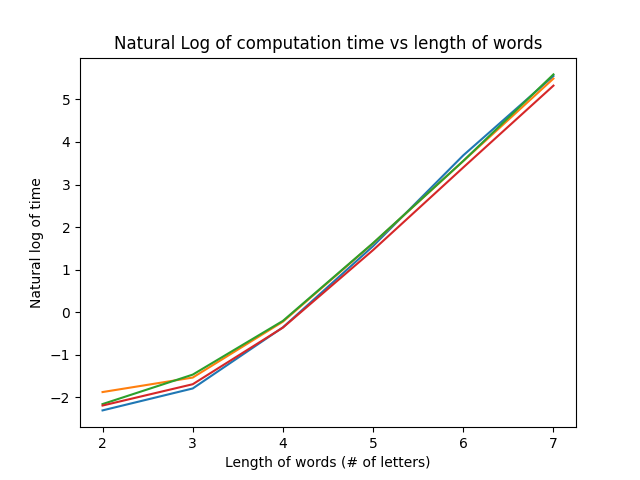 Natural Log of computation time vs length of words
5
4
3
2
1
0
−1
−2
Natural log of time
2 3 4 5 6 7
Length of words (# of letters)